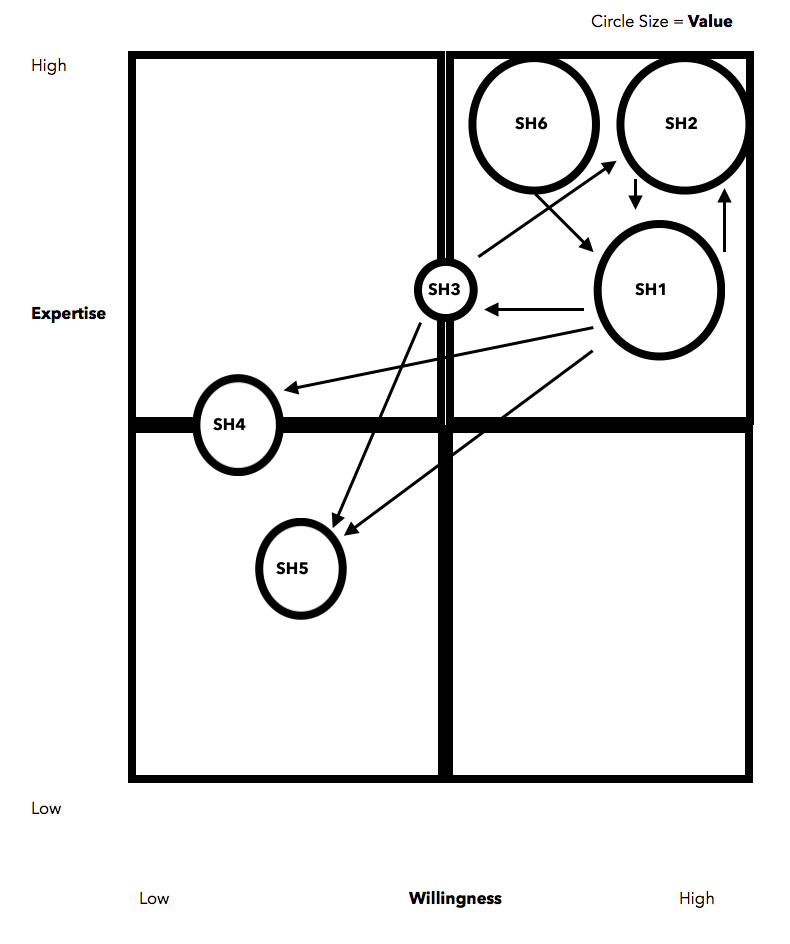 Circle Size = Value
High
SH6
SH2
SH3
SH1
Expertise
SH4
SH5
Low
Low
Willingness
High